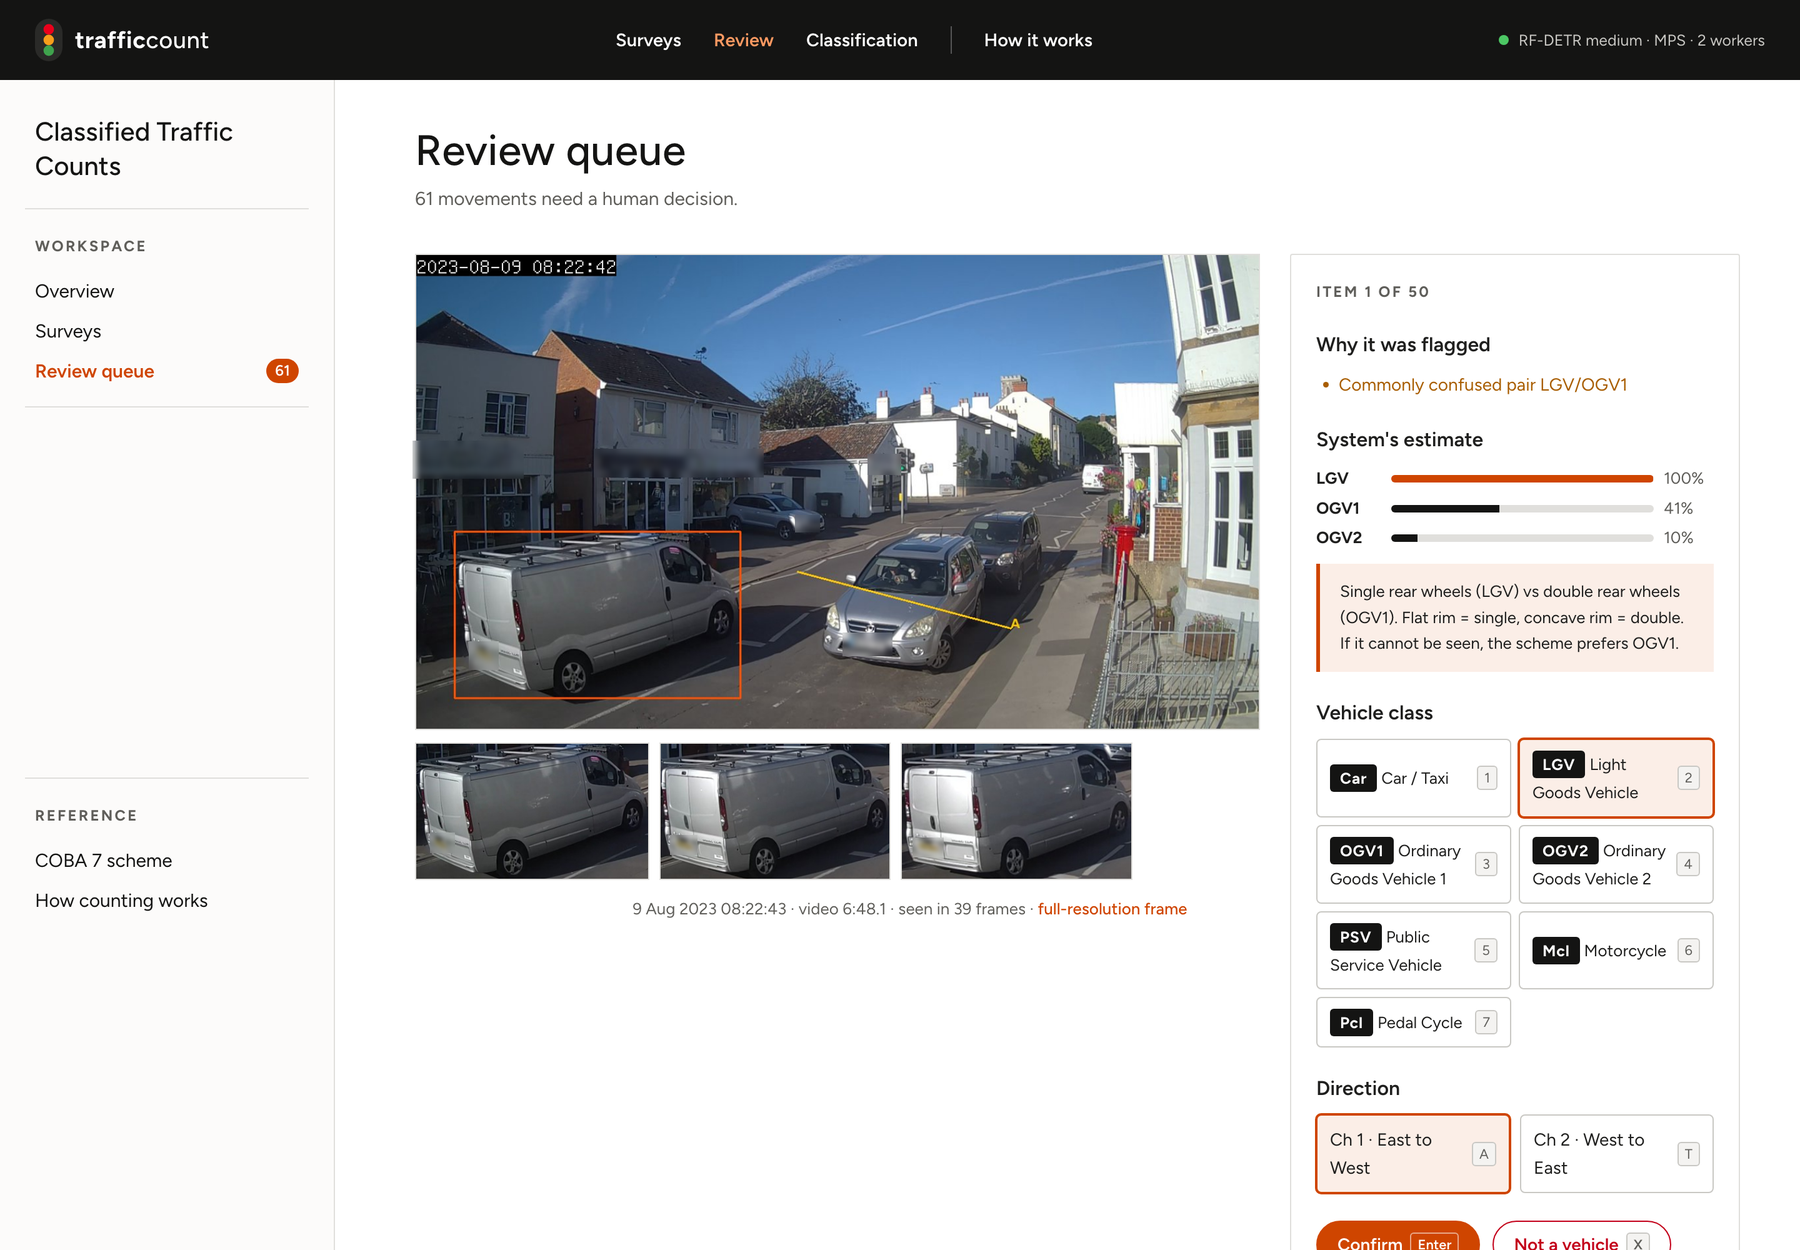 trafficcount
Surveys
Review
Classification
How it works
RF-DETR medium · MPS · 2 workers
Classified Traffic
Counts
WORKSPACE
Overview
Surveys
Review queue
61
REFERENCE
COBA 7 scheme
How counting works
Review queue
61 movements need a human decision.
2023-08-09 08:22:42
A
9 Aug 2023 08:22:43 · video 6:48.1 · seen in 39 frames · full-resolution frame
ITEM 1 OF 50
Why it was flagged
• Commonly confused pair LGV/OGV1
System's estimate
LGV 100%
OGV1 41%
OGV2 10%
Single rear wheels (LGV) vs double rear wheels
(OGV1). Flat rim = single, concave rim = double.
If it cannot be seen, the scheme prefers OGV1.
Vehicle class
Car Car / Taxi 1
LGV Light
Goods Vehicle 2
OGV1 Ordinary
Goods Vehicle 1 3
OGV2 Ordinary
Goods Vehicle 2 4
PSV Public
Service Vehicle 5
Mcl Motorcycle 6
Pcl Pedal Cycle 7
Direction
Ch 1 · East to
West A
Ch 2 · West to
East T
Confirm Enter
Not a vehicle X